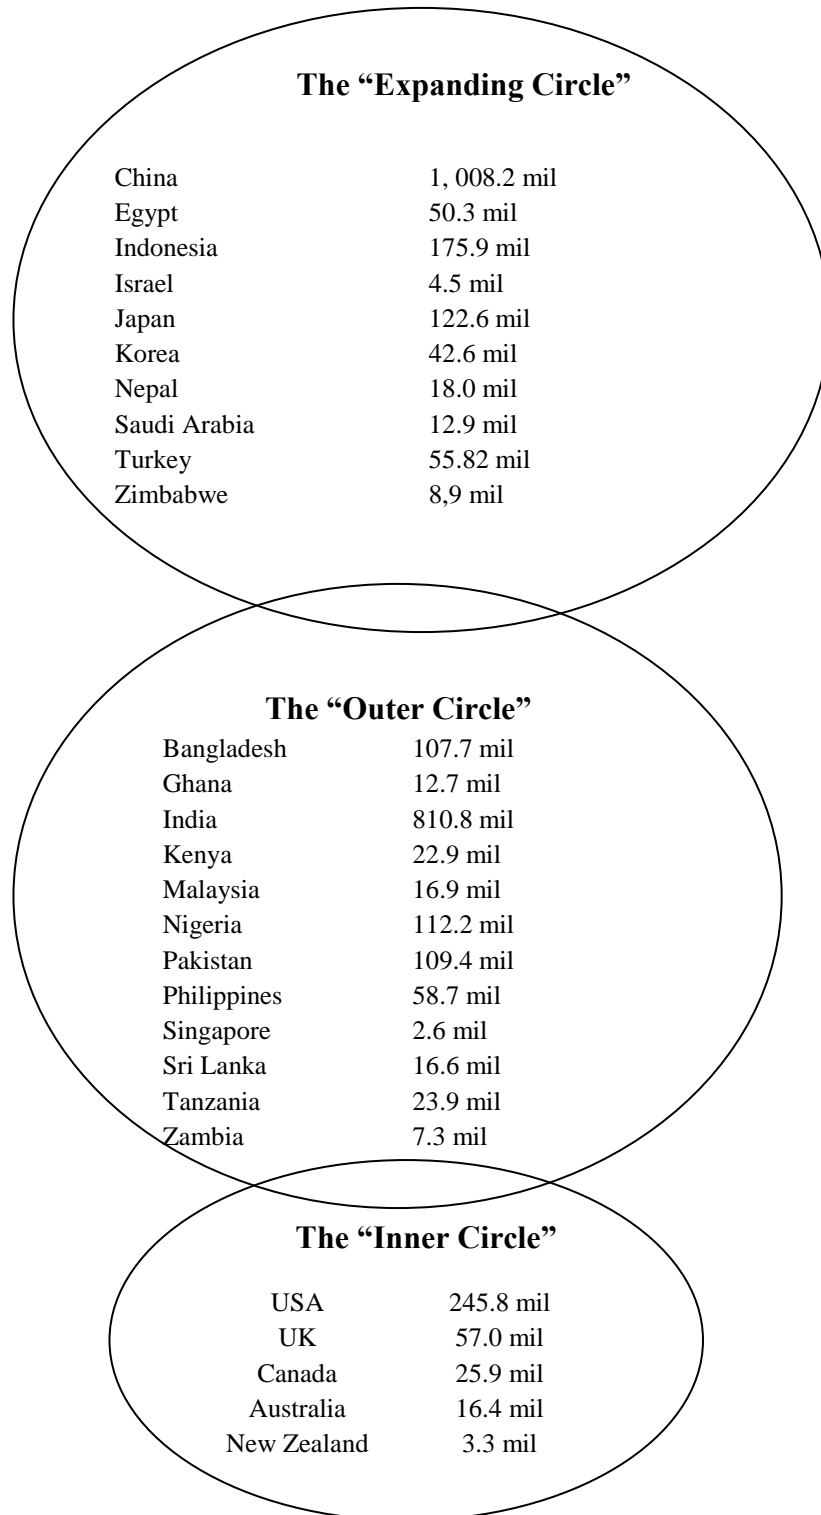 The “Expanding Circle”
China 1, 008.2 mil
Egypt 50.3 mil
Indonesia 175.9 mil
Israel 4.5 mil
Japan 122.6 mil
Korea 42.6 mil
Nepal 18.0 mil
Saudi Arabia 12.9 mil
Turkey 55.82 mil
Zimbabwe 8,9 mil
The “Outer Circle”
Bangladesh 107.7 mil
Ghana 12.7 mil
India 810.8 mil
Kenya 22.9 mil
Malaysia 16.9 mil
Nigeria 112.2 mil
Pakistan 109.4 mil
Philippines 58.7 mil
Singapore 2.6 mil
Sri Lanka 16.6 mil
Tanzania 23.9 mil
Zambia 7.3 mil
The “Inner Circle”
USA 245.8 mil
UK 57.0 mil
Canada 25.9 mil
Australia 16.4 mil
New Zealand 3.3 mil